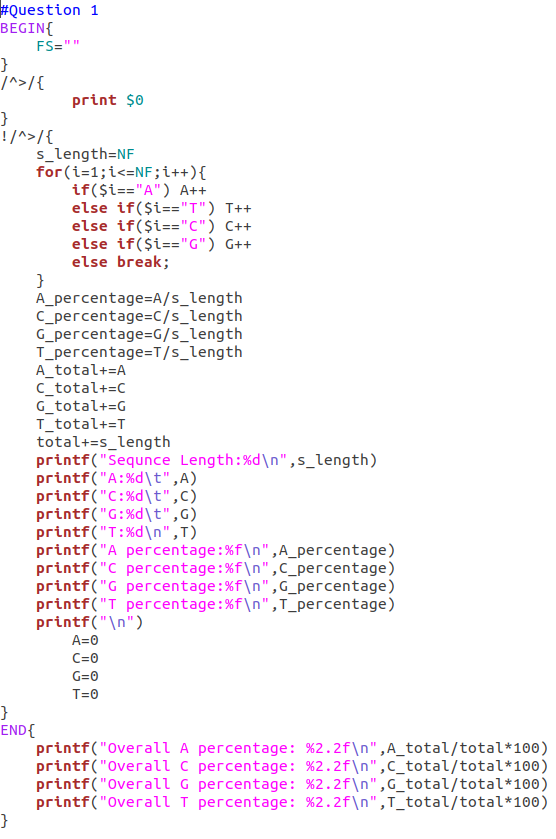 #Question 1
BEGIN{
    FS=""
}
/^>/{
        print $0
}
!/^>/{
    s_length=NF
    for(i=1;i<=NF;i++){
        if($i=="A") A++
        else if($i=="T") T++
        else if($i=="C") C++
        else if($i=="G") G++
        else break;
    }
    A_percentage=A/s_length
    C_percentage=C/s_length
    G_percentage=G/s_length
    T_percentage=T/s_length
    A_total+=A
    C_total+=C
    G_total+=G
    T_total+=T
    total+=s_length
    printf("Sequnce Length:%d\n",s_length)
    printf("A:%d\t",A)
    printf("C:%d\t",C)
    printf("G:%d\t",G)
    printf("T:%d\n",T)
    printf("A percentage:%f\n",A_percentage)
    printf("C percentage:%f\n",C_percentage)
    printf("G percentage:%f\n",G_percentage)
    printf("T percentage:%f\n",T_percentage)
    printf("\n")
        A=0
        C=0
        G=0
        T=0
}
END{
    printf("Overall A percentage: %2.2f\n",A_total/total*100)
    printf("Overall C percentage: %2.2f\n",C_total/total*100)
    printf("Overall G percentage: %2.2f\n",G_total/total*100)
    printf("Overall T percentage: %2.2f\n",T_total/total*100)
}